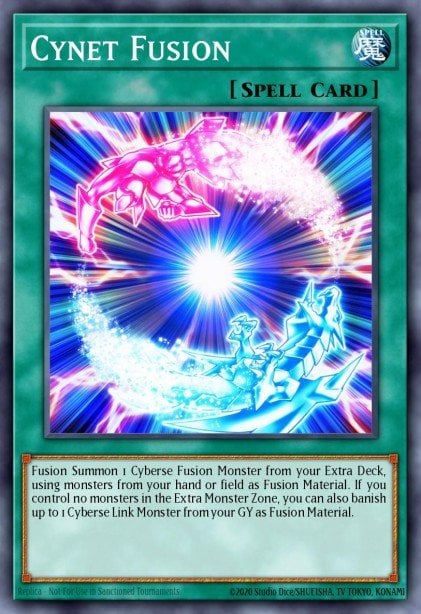 Cynet Fusion
SPELL
魔
[ Spell Card ]
Fusion Summon 1 Cyberse Fusion Monster from your Extra Deck,
using monsters from your hand or field as Fusion Material. If you
control no monsters in the Extra Monster Zone, you can also banish
up to 1 Cyberse Link Monster from your GY as Fusion Material.
Replica - Not For Use in Sanctioned Tournaments
©2020 Studio Dice/SHUEISHA, TV TOKYO, KONAMI